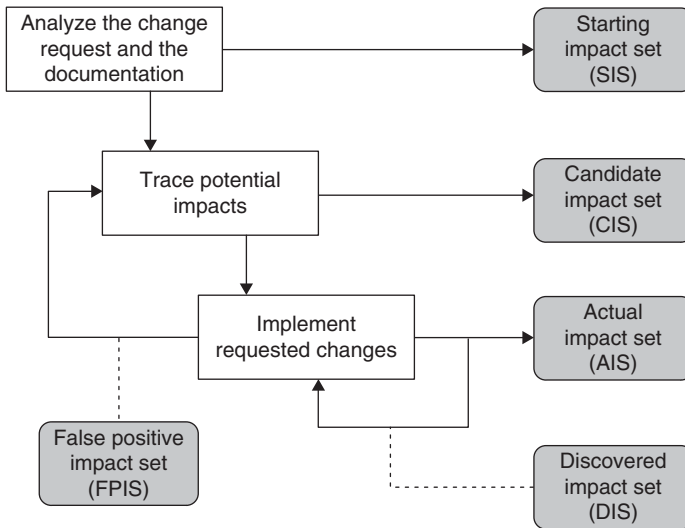 Analyze the change
request and the
documentation
Starting
impact set
(SIS)
Trace potential
impacts
Candidate
impact set
(CIS)
Implement
requested changes
Actual
impact set
(AIS)
False positive
impact set
(FPIS)
Discovered
impact set
(DIS)